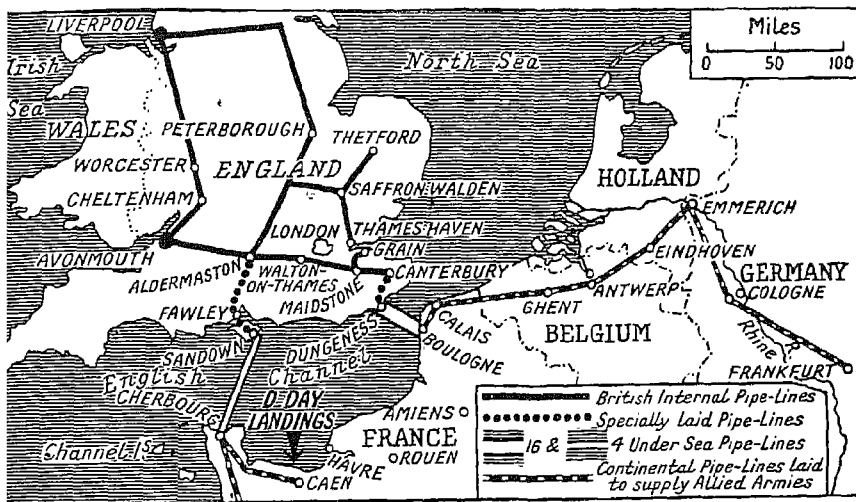 LIVERPOOL
Irish
Sea
North Sea
Miles
0 50 100
WALES
PETERBOROUGH
THETFORD
WORCESTER
ENGLAND
SAFFRON-WALDEN
HOLLAND
CHELTENHAM
EMMERICH
LONDON
THAMES HAVEN
GRAIN
EINDHOVEN
AVONMOUTH
ALDERMASTON
WALTON-
ON-THAMES
CANTERBURY
MAIDSTONE
GERMANY
COLOGNE
ANTWERP
GHENT
FAWLEY
CALAIS
BELGIUM
DUNGENESS
BOULOGNE
Rhine
SANDOWN
FRANKFURT
English
Channel
CHERBOURG
D. DAY
LANDINGS
AMIENS
Channel Is
FRANCE
HAVRE
ROUEN
CAEN
British Internal Pipe-Lines
Specially laid Pipe-Lines
16 & 4 Under Sea Pipe-Lines
Continental Pipe-Lines laid
to supply Allied Armies